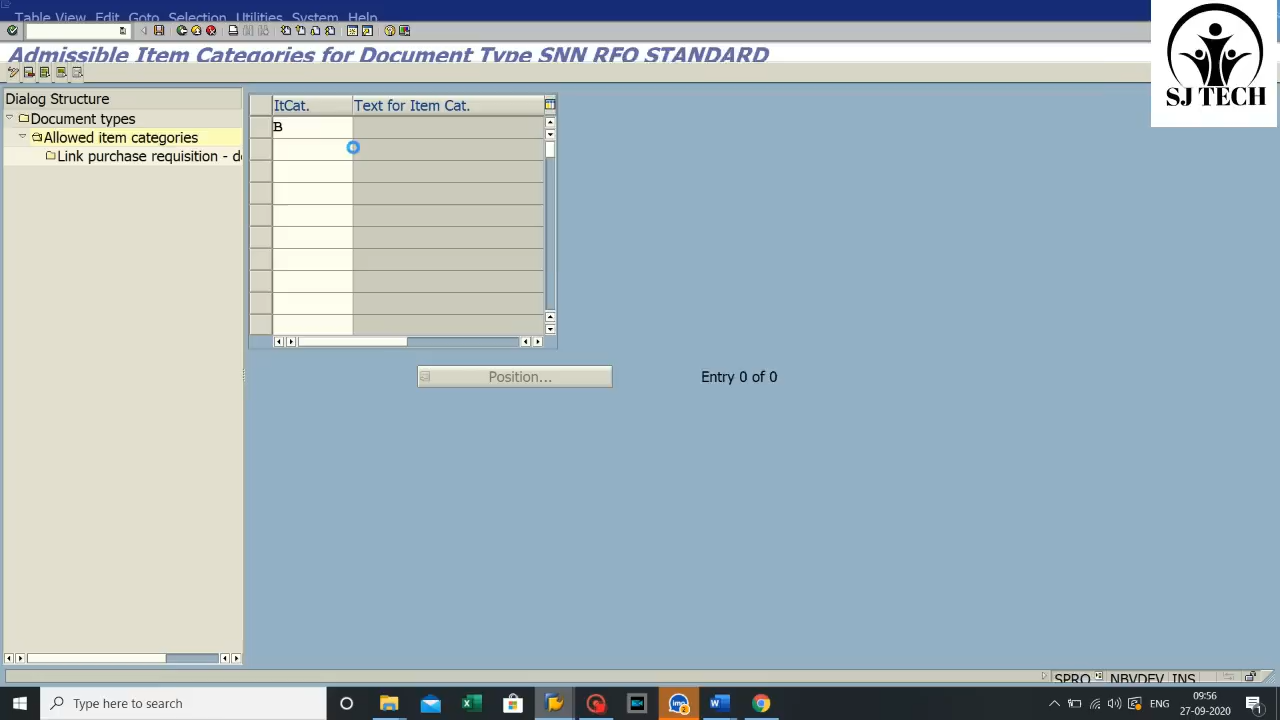 Table View Edit Goto Selection Utilities System Help
Admissible Item Categories for Document Type SNN RFO STANDARD
SJ TECH
Dialog Structure
Document types
Allowed item categories
Link purchase requisition - d
ItCat. Text for Item Cat.
B
Position... Entry 0 of 0
SPRO NBVDEV INS
Type here to search
ENG
09:56
27-09-2020